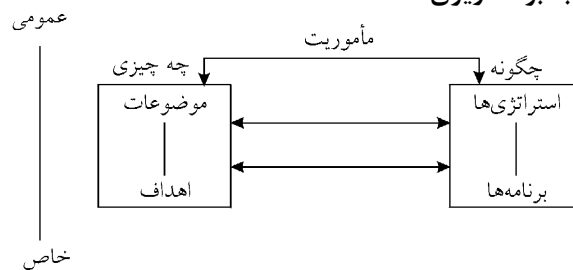 عمومی
مأموریت
چگونه
چه چیزی
استراتژی‌ها
موضوعات
برنامه‌ها
اهداف
خاص